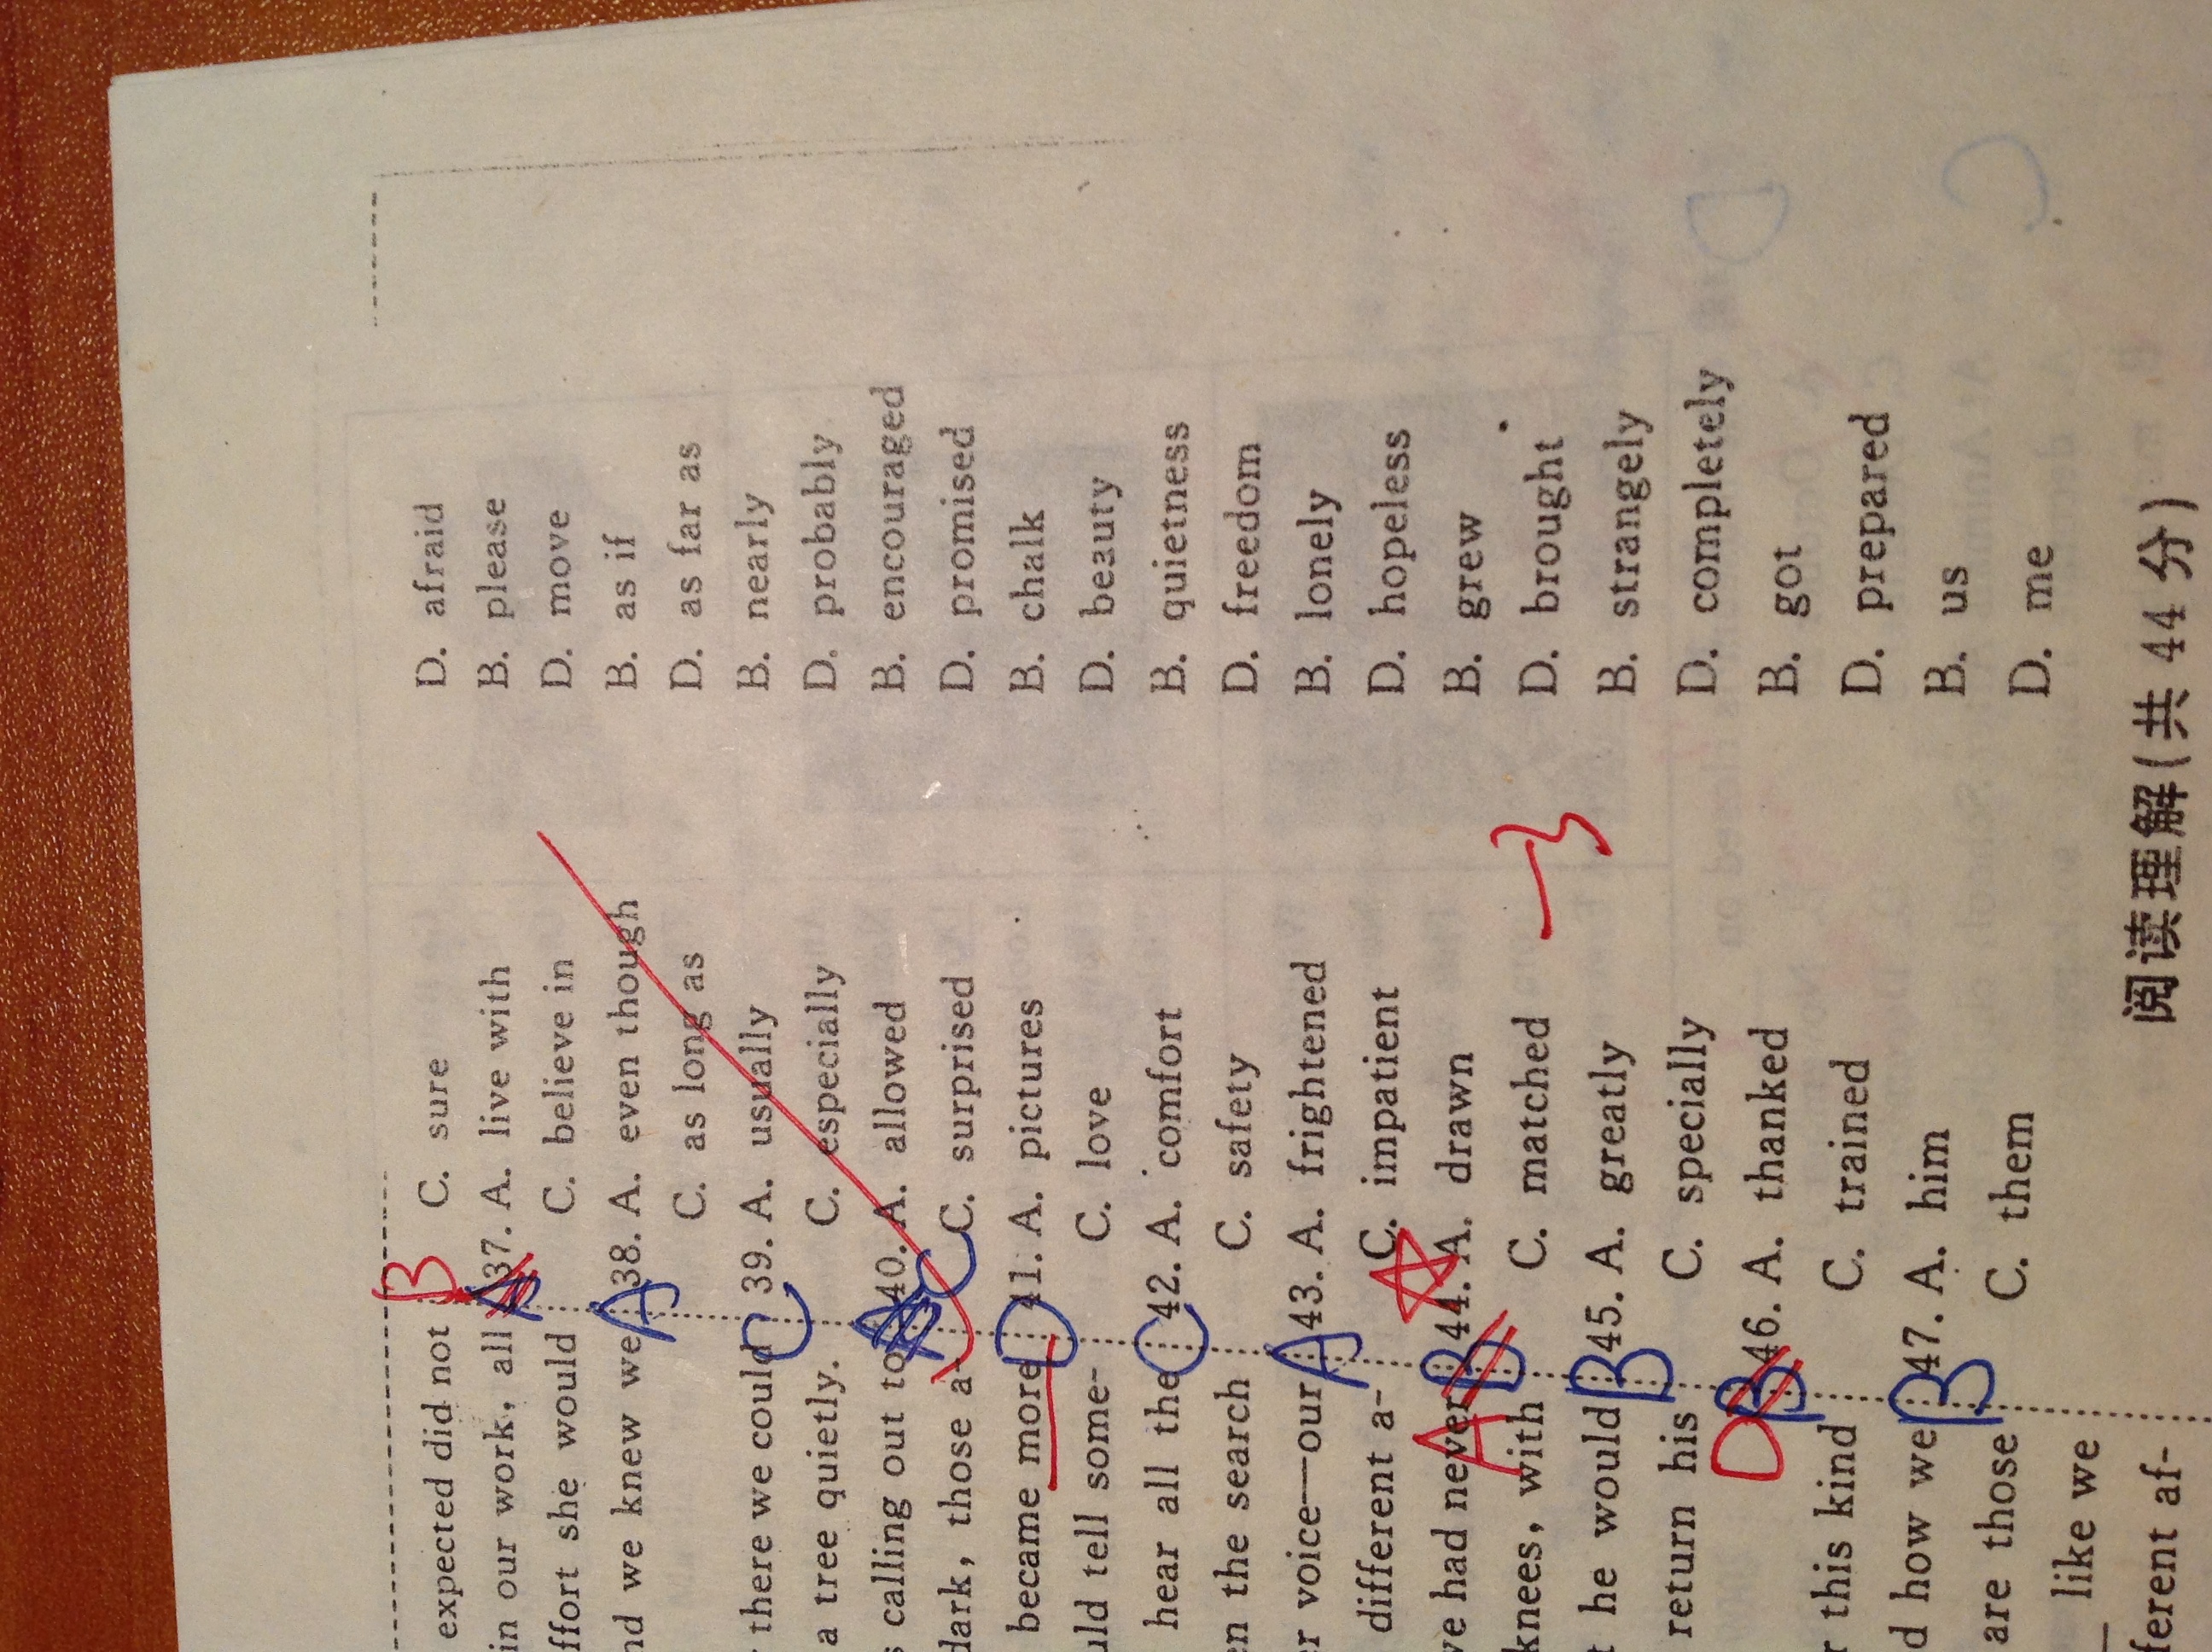 expected did not
in our work, all
ffort she would
nd we knew we
there we could
a tree quietly.
s calling out to
dark, those a-
became more
uld tell some-
hear all the
en the search
er voice—our
different a-
ve had never
knees, with
t he would
return his
r this kind
d how we
are those
like we
ferent af-
B C. sure D. afraid
A 37. A. live with B. please
C. believe in D. move
A 38. A. even though B. as if
C. as long as D. as far as
C 39. A. usually B. nearly
C. especially D. probably
A 40. A. allowed B. encouraged
C C. surprised D. promised
D 41. A. pictures B. chalk
C. love D. beauty
C 42. A. comfort B. quietness
C. safety D. freedom
A 43. A. frightened B. lonely
C. impatient D. hopeless
A B 44. A. drawn B. grew
C. matched D. brought
-3
B 45. A. greatly B. strangely
C. specially D. completely
D B 46. A. thanked B. got
C. trained D. prepared
B 47. A. him B. us
C. them D. me
阅读理解(共 44 分)